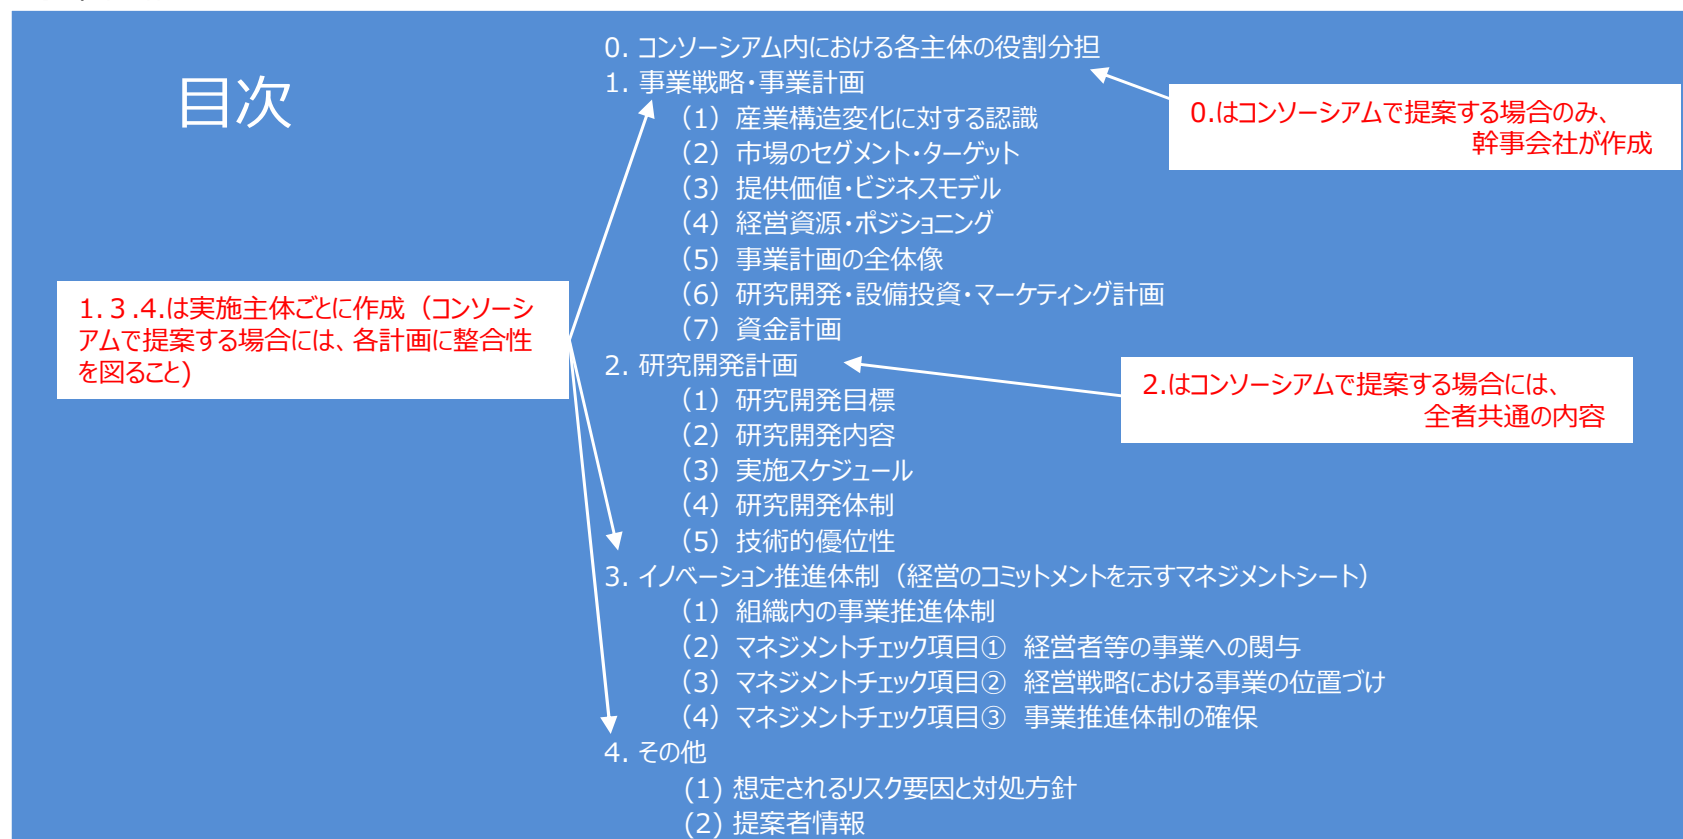 目次
0. コンソーシアム内における各主体の役割分担
1. 事業戦略・事業計画
（1）産業構造変化に対する認識
（2）市場のセグメント・ターゲット
（3）提供価値・ビジネスモデル
（4）経営資源・ポジショニング
（5）事業計画の全体像
（6）研究開発・設備投資・マーケティング計画
（7）資金計画
2. 研究開発計画
（1）研究開発目標
（2）研究開発内容
（3）実施スケジュール
（4）研究開発体制
（5）技術的優位性
3. イノベーション推進体制（経営のコミットメントを示すマネジメントシート）
（1）組織内の事業推進体制
（2）マネジメントチェック項目①　経営者等の事業への関与
（3）マネジメントチェック項目②　経営戦略における事業の位置づけ
（4）マネジメントチェック項目③　事業推進体制の確保
4. その他
(1) 想定されるリスク要因と対処方針
(2) 提案者情報
0.はコンソーシアムで提案する場合のみ、
幹事会社が作成
1.３.4.は実施主体ごとに作成（コンソーシ
アムで提案する場合には、各計画に整合性
を図ること)
2.はコンソーシアムで提案する場合には、
全者共通の内容